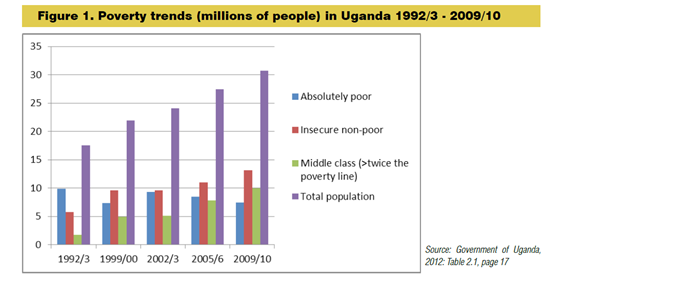 Figure 1. Poverty trends (millions of people) in Uganda 1992/3 - 2009/10
35
30
25
20
15
10
5
0
1992/3 1999/00 2002/3 2005/6 2009/10
Absolutely poor
Insecure non-poor
Middle class (>twice the
poverty line)
Total population
Source: Government of Uganda,
2012: Table 2.1, page 17